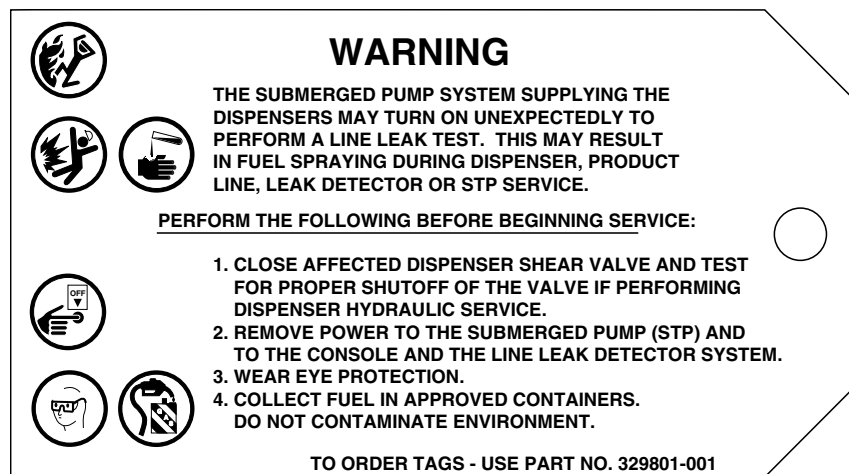 WARNING
THE SUBMERGED PUMP SYSTEM SUPPLYING THE
DISPENSERS MAY TURN ON UNEXPECTEDLY TO
PERFORM A LINE LEAK TEST.  THIS MAY RESULT
IN FUEL SPRAYING DURING DISPENSER, PRODUCT
LINE, LEAK DETECTOR OR STP SERVICE.
PERFORM THE FOLLOWING BEFORE BEGINNING SERVICE:
OFF
1. CLOSE AFFECTED DISPENSER SHEAR VALVE AND TEST
FOR PROPER SHUTOFF OF THE VALVE IF PERFORMING
DISPENSER HYDRAULIC SERVICE.
2. REMOVE POWER TO THE SUBMERGED PUMP (STP) AND
TO THE CONSOLE AND THE LINE LEAK DETECTOR SYSTEM.
3. WEAR EYE PROTECTION.
4. COLLECT FUEL IN APPROVED CONTAINERS.
DO NOT CONTAMINATE ENVIRONMENT.
TO ORDER TAGS - USE PART NO. 329801-001